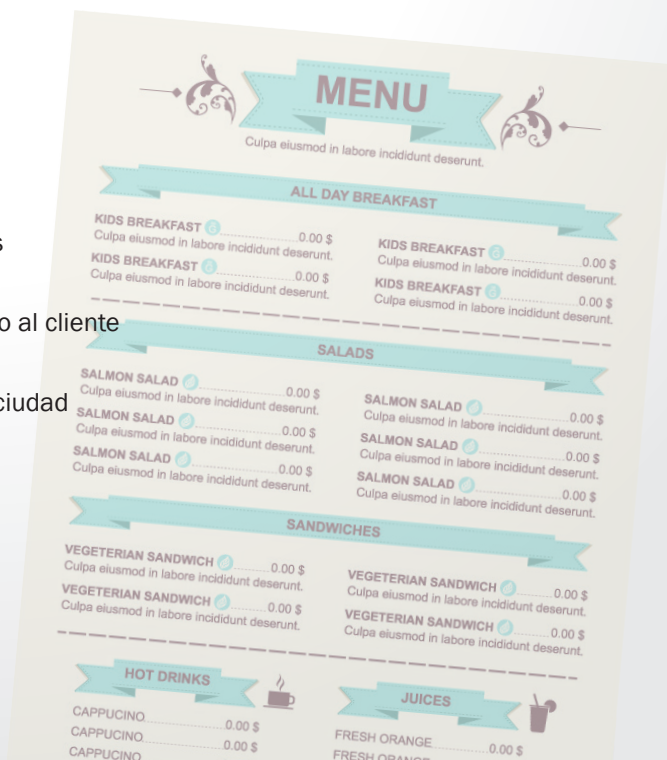 MENU
Culpa eiusmod in labore incididunt deserunt.
ALL DAY BREAKFAST
KIDS BREAKFAST 0.00 $
Culpa eiusmod in labore incididunt deserunt.
KIDS BREAKFAST 0.00 $
Culpa eiusmod in labore incididunt deserunt.
KIDS BREAKFAST 0.00 $
Culpa eiusmod in labore incididunt deserunt.
KIDS BREAKFAST 0.00 $
Culpa eiusmod in labore incididunt deserunt.
o al cliente
SALADS
ciudad
SALMON SALAD 0.00 $
Culpa eiusmod in labore incididunt deserunt.
SALMON SALAD 0.00 $
Culpa eiusmod in labore incididunt deserunt.
SALMON SALAD 0.00 $
Culpa eiusmod in labore incididunt deserunt.
SALMON SALAD 0.00 $
Culpa eiusmod in labore incididunt deserunt.
SALMON SALAD 0.00 $
Culpa eiusmod in labore incididunt deserunt.
SALMON SALAD 0.00 $
Culpa eiusmod in labore incididunt deserunt.
SANDWICHES
VEGETERIAN SANDWICH 0.00 $
Culpa eiusmod in labore incididunt deserunt.
VEGETERIAN SANDWICH 0.00 $
Culpa eiusmod in labore incididunt deserunt.
VEGETERIAN SANDWICH 0.00 $
Culpa eiusmod in labore incididunt deserunt.
VEGETERIAN SANDWICH 0.00 $
Culpa eiusmod in labore incididunt deserunt.
HOT DRINKS
CAPPUCINO 0.00 $
CAPPUCINO 0.00 $
CAPPUCINO
JUICES
FRESH ORANGE 0.00 $
FRESH ORANGE